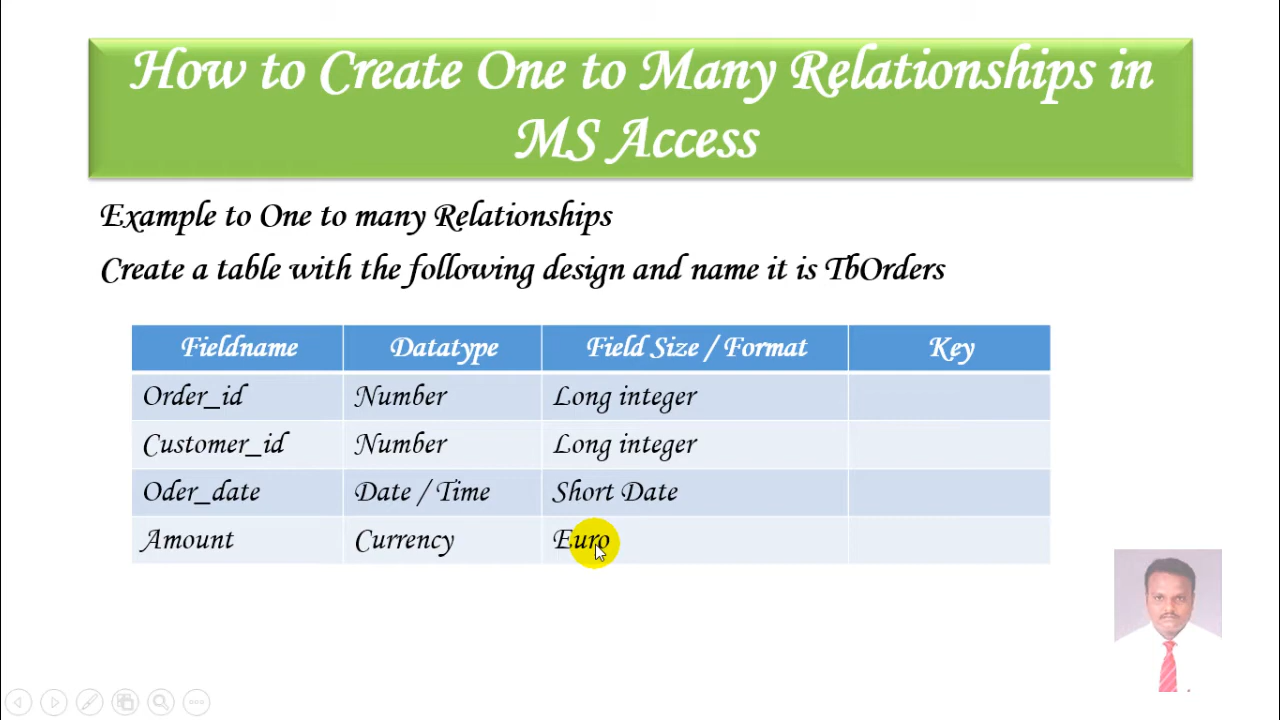 How to Create One to Many Relationships in
MS Access
Example to One to many Relationships
Create a table with the following design and name it is TbOrders
Fieldname Datatype Field Size / Format Key
Order_id Number Long integer
Customer_id Number Long integer
Oder_date Date / Time Short Date
Amount Currency Euro